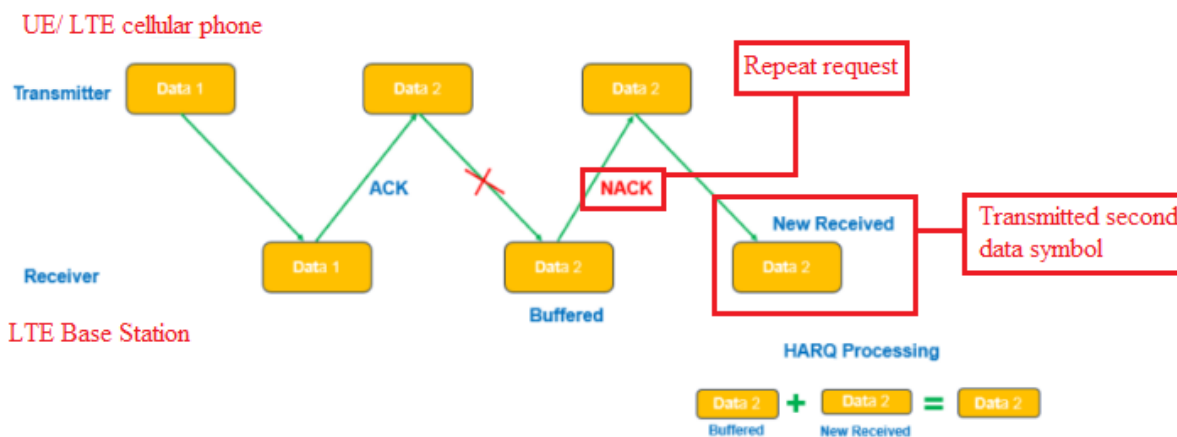 UE/ LTE cellular phone
Repeat request
Transmitter
Data 1
Data 2
Data 2
ACK
NACK
New Received
Transmitted second
data symbol
Receiver
Data 1
Data 2
Data 2
Buffered
LTE Base Station
HARQ Processing
Data 2 + Data 2 = Data 2
Buffered New Received